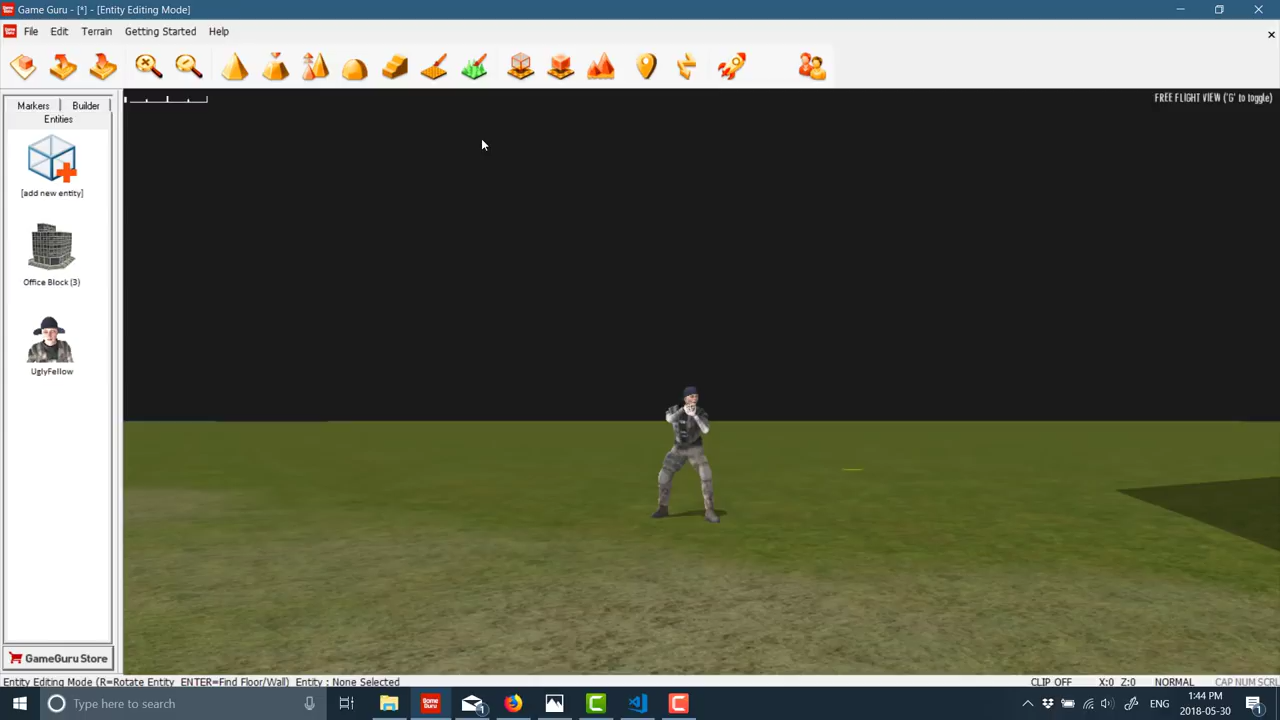 Game Guru - [*] - [Entity Editing Mode]
File Edit Terrain Getting Started Help
Markers Builder
Entities
FREE FLIGHT VIEW ('G' to toggle)
[add new entity]
Office Block (3)
UglyFellow
GameGuru Store
Entity Editing Mode (R=Rotate Entity ENTER=Find Floor/Wall) Entity : None Selected CLIP OFF X:0 Z:0 NORMAL CAP NUM SCRL
Type here to search
ENG
1:44 PM
2018-05-30